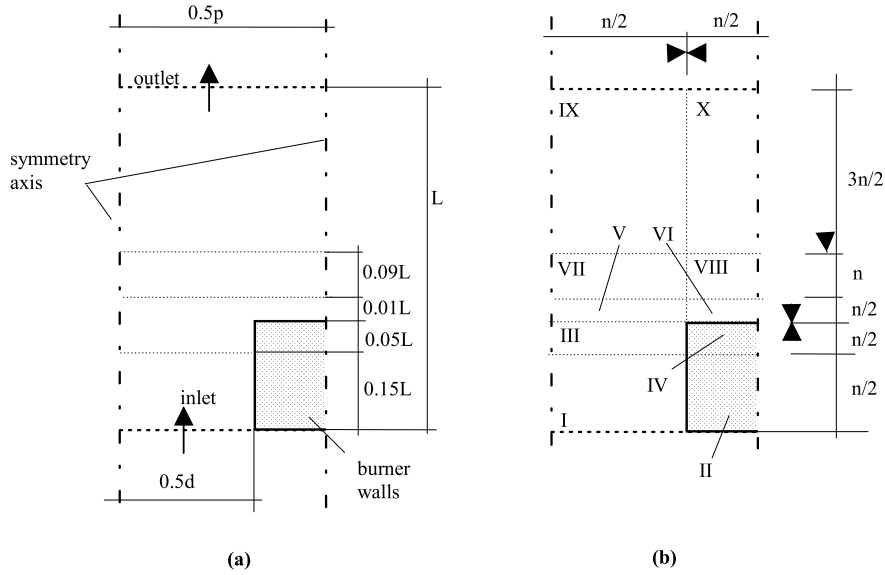 0.5p
outlet
symmetry
axis
L
0.09L
0.01L
0.05L
0.15L
inlet
0.5d
burner
walls
(a)
n/2
n/2
IX
X
3n/2
V
VI
VII
VIII
n
n/2
III
n/2
IV
n/2
I
II
(b)